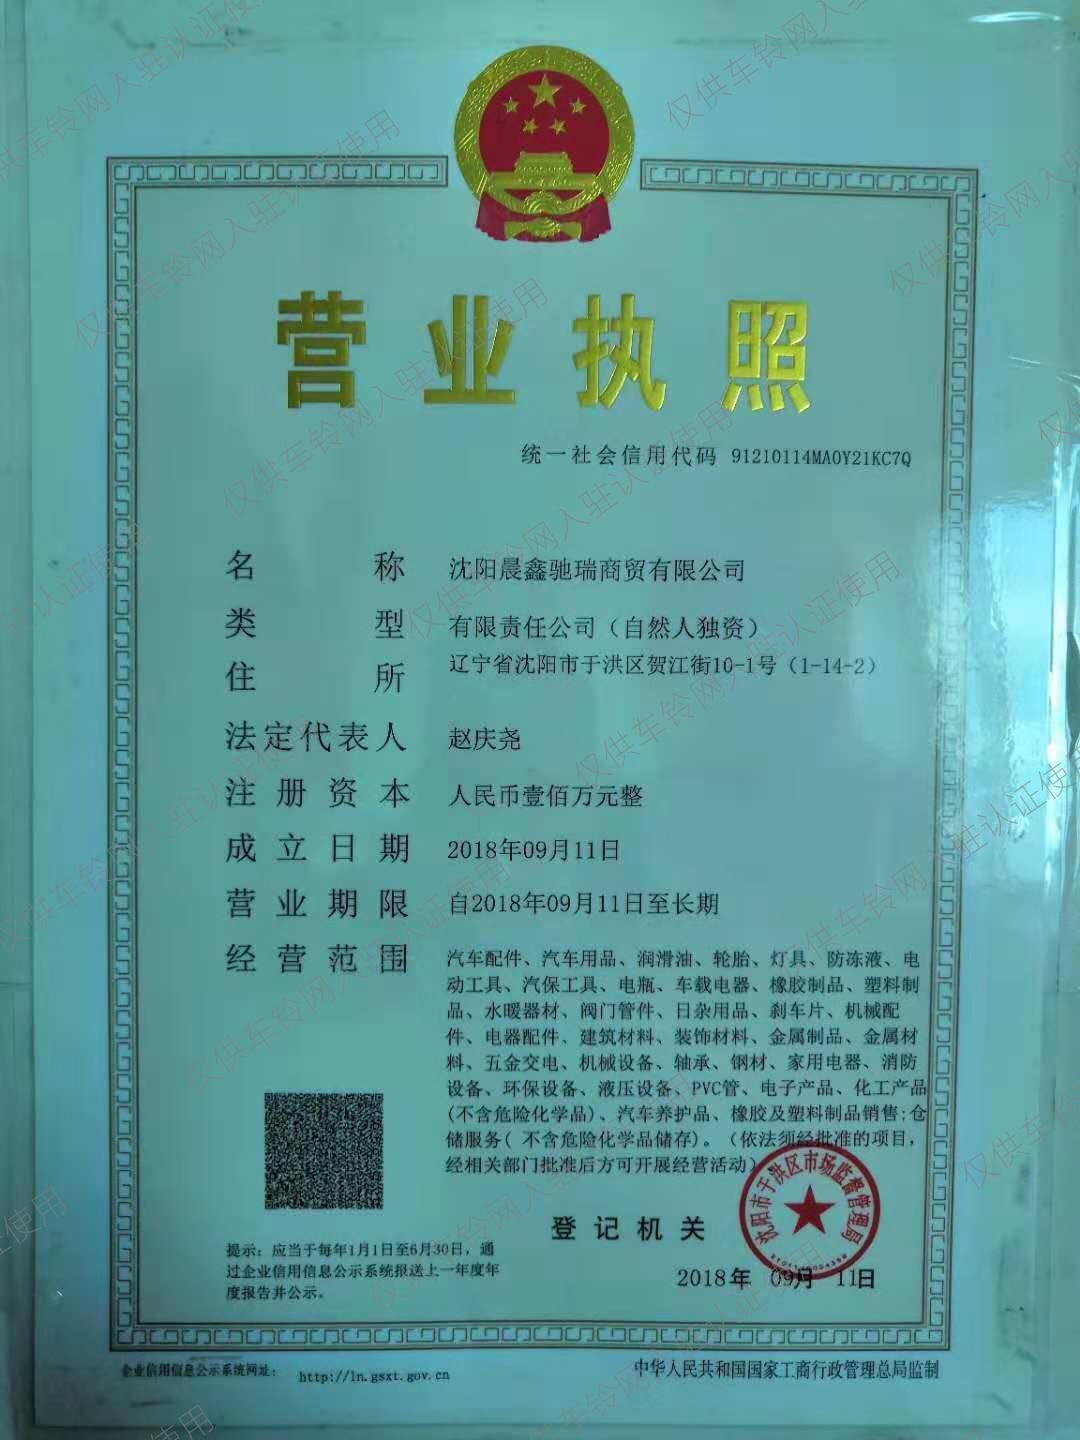 营业执照
统一社会信用代码 91210114MA0Y21KC7Q
名称 沈阳晨鑫驰瑞商贸有限公司
类型 有限责任公司（自然人独资）
住所 辽宁省沈阳市于洪区贺江街10-1号（1-14-2）
法定代表人 赵庆尧
注册资本 人民币壹佰万元整
成立日期 2018年09月11日
营业期限 自2018年09月11日至长期
经营范围 汽车配件、汽车用品、润滑油、轮胎、灯具、防冻液、电
动工具、汽保工具、电瓶、车载电器、橡胶制品、塑料制
品、水暖器材、阀门管件、日杂用品、刹车片、机械配
件、电器配件、建筑材料、装饰材料、金属制品、金属材
料、五金交电、机械设备、轴承、钢材、家用电器、消防
设备、环保设备、液压设备、PVC管、电子产品、化工产品
(不含危险化学品)、汽车养护品、橡胶及塑料制品销售;仓
储服务( 不含危险化学品储存)。（依法须经批准的项目，
经相关部门批准后方可开展经营活动）
沈阳市于洪区市场监督管理局
登记机关
2018年 09月 11日
提示：应当于每年1月1日至6月30日，通
过企业信用信息公示系统报送上一年度年
度报告并公示。
企业信用信息公示系统网址： http://ln.gsxt.gov.cn
中华人民共和国国家工商行政管理总局监制
仅供车铃网入驻认证使用